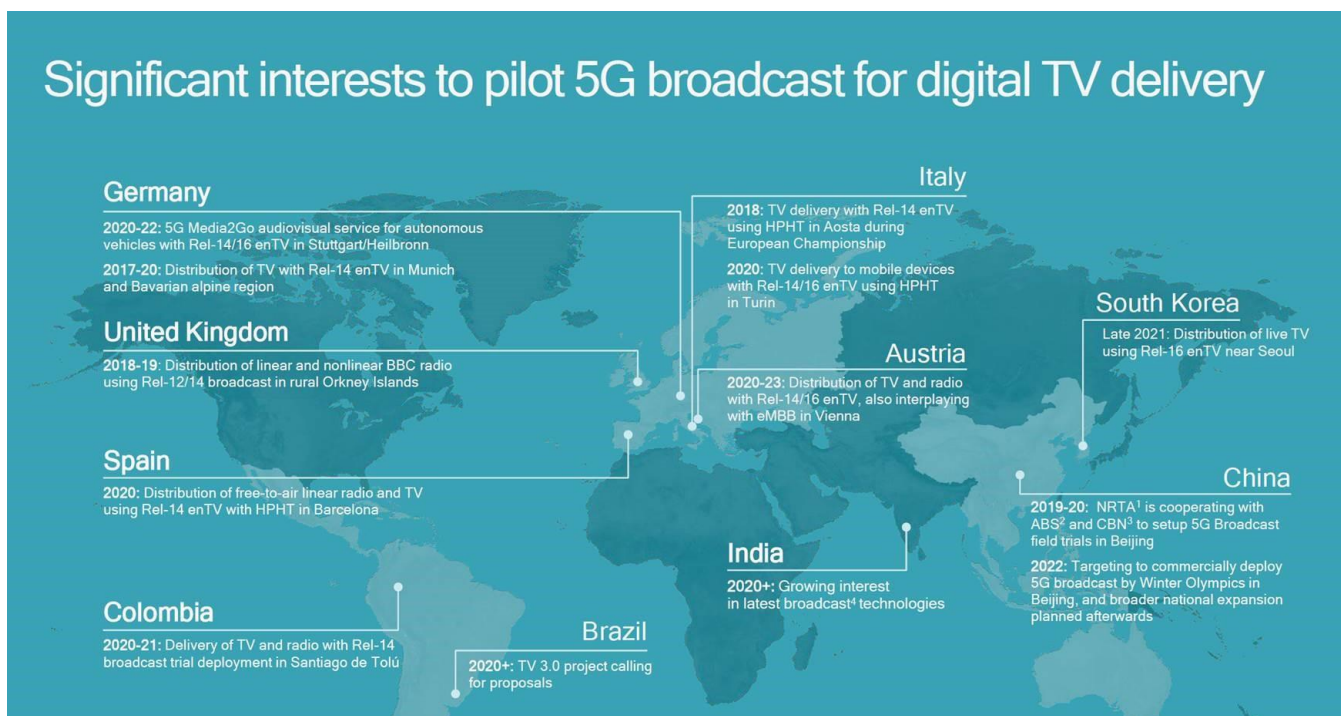 Significant interests to pilot 5G broadcast for digital TV delivery
Germany
2020-22: 5G Media2Go audiovisual service for autonomous
vehicles with Rel-14/16 enTV in Stuttgart/Heilbronn
2017-20: Distribution of TV with Rel-14 enTV in Munich
and Bavarian alpine region
United Kingdom
2018-19: Distribution of linear and nonlinear BBC radio
using Rel-12/14 broadcast in rural Orkney Islands
Spain
2020: Distribution of free-to-air linear radio and TV
using Rel-14 enTV with HPHT in Barcelona
Colombia
2020-21: Delivery of TV and radio with Rel-14
broadcast trial deployment in Santiago de Tolú
Brazil
2020+: TV 3.0 project calling
for proposals
Italy
2018: TV delivery with Rel-14 enTV
using HPHT in Aosta during
European Championship
2020: TV delivery to mobile devices
with Rel-14/16 enTV using HPHT
in Turin
Austria
2020-23: Distribution of TV and radio
with Rel-14/16 enTV, also interplaying
with eMBB in Vienna
India
2020+: Growing interest
in latest broadcast⁴ technologies
South Korea
Late 2021: Distribution of live TV
using Rel-16 enTV near Seoul
China
2019-20: NRTA¹ is cooperating with
ABS² and CBN³ to setup 5G Broadcast
field trials in Beijing
2022: Targeting to commercially deploy
5G broadcast by Winter Olympics in
Beijing, and broader national expansion
planned afterwards